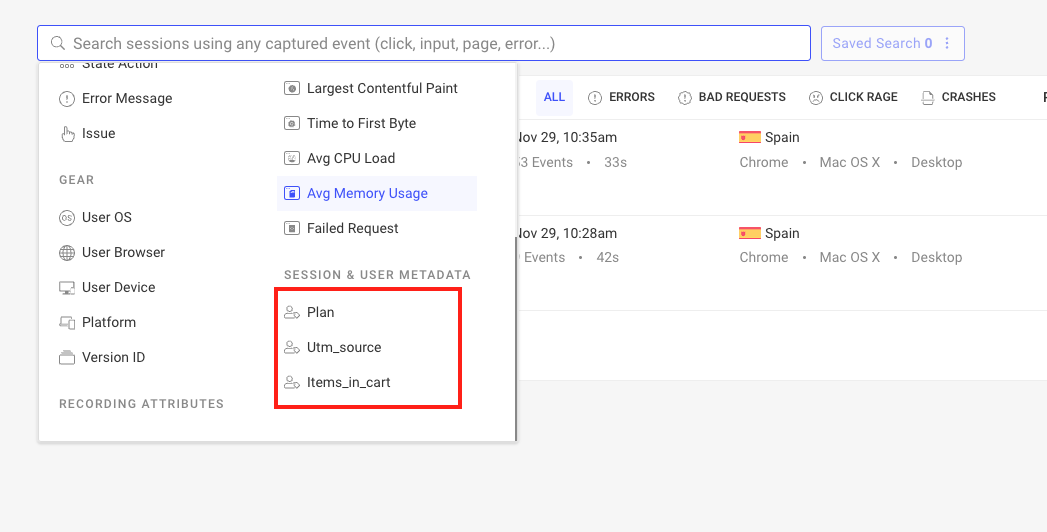 Search sessions using any captured event (click, input, page, error...)
Saved Search 0
State Action
Error Message
Issue
GEAR
User OS
User Browser
User Device
Platform
Version ID
RECORDING ATTRIBUTES
Largest Contentful Paint
Time to First Byte
Avg CPU Load
Avg Memory Usage
Failed Request
SESSION & USER METADATA
Plan
Utm_source
Items_in_cart
ALL ERRORS BAD REQUESTS CLICK RAGE CRASHES
Nov 29, 10:35am Spain
53 Events • 33s Chrome • Mac OS X • Desktop
Nov 29, 10:28am Spain
Events • 42s Chrome • Mac OS X • Desktop